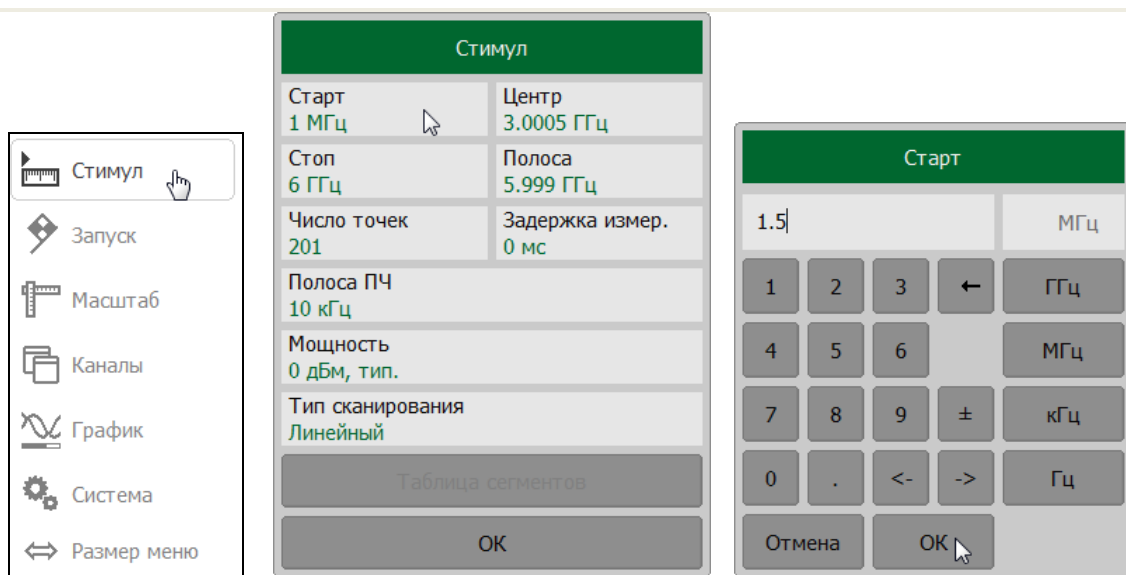 Стимул
Запуск
Масштаб
Каналы
График
Система
Размер меню
Стимул
Старт
1 МГц
Центр
3.0005 ГГц
Стоп
6 ГГц
Полоса
5.999 ГГц
Число точек
201
Задержка измер.
0 мс
Полоса ПЧ
10 кГц
Мощность
0 дБм, тип.
Тип сканирования
Линейный
Таблица сегментов
ОК
Старт
1.5 МГц
1 2 3 ← ГГц
4 5 6 МГц
7 8 9 ± кГц
0 . <- -> Гц
Отмена ОК